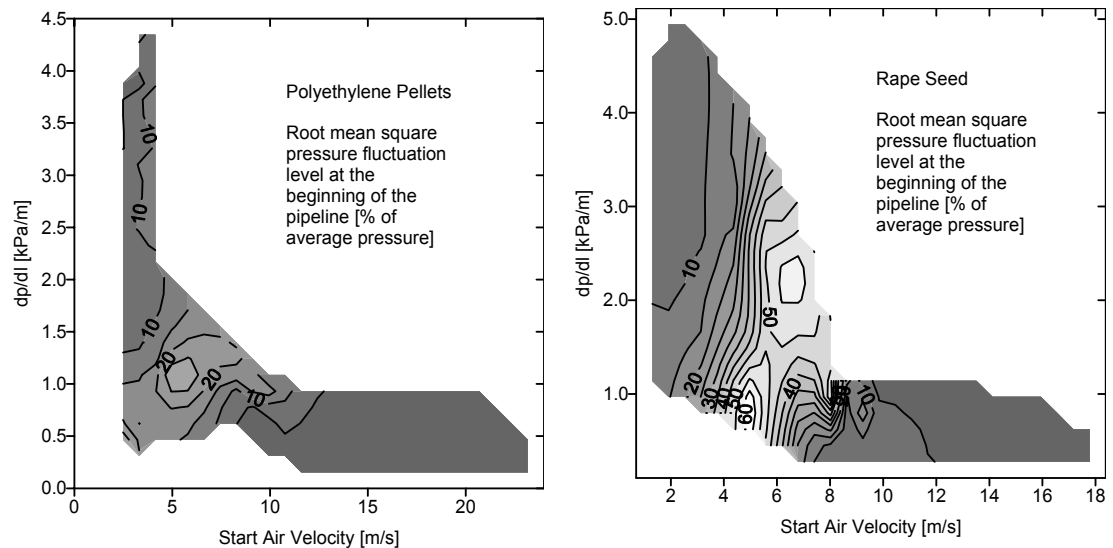 4.5
4.0
3.5
3.0
2.5
2.0
1.5
1.0
0.5
0.0
dp/dl [kPa/m]
0
5
10
15
20
Start Air Velocity [m/s]
Polyethylene Pellets
Root mean square
pressure fluctuation
level at the
beginning of the
pipeline [% of
average pressure]
10
10
10
20
20
10
5.0
4.0
3.0
2.0
1.0
dp/dl [kPa/m]
2
4
6
8
10
12
14
16
18
Start Air Velocity [m/s]
Rape Seed
Root mean square
pressure fluctuation
level at the
beginning of the
pipeline [% of
average pressure]
10
50
20
30
40
50
60
40
10